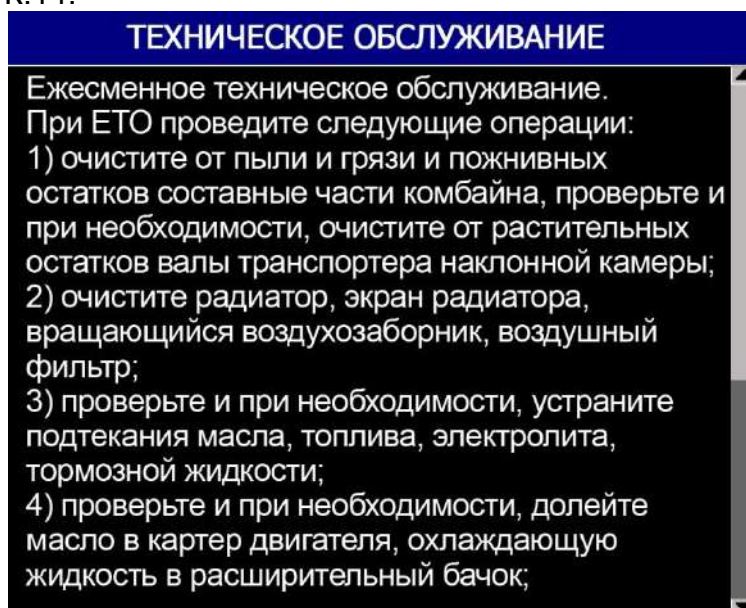 ТЕХНИЧЕСКОЕ ОБСЛУЖИВАНИЕ
Ежесменное техническое обслуживание.
При ЕТО проведите следующие операции:
1) очистите от пыли и грязи и пожнивных
остатков составные части комбайна, проверьте и
при необходимости, очистите от растительных
остатков валы транспортера наклонной камеры;
2) очистите радиатор, экран радиатора,
вращающийся воздухозаборник, воздушный
фильтр;
3) проверьте и при необходимости, устраните
подтекания масла, топлива, электролита,
тормозной жидкости;
4) проверьте и при необходимости, долейте
масло в картер двигателя, охлаждающую
жидкость в расширительный бачок;